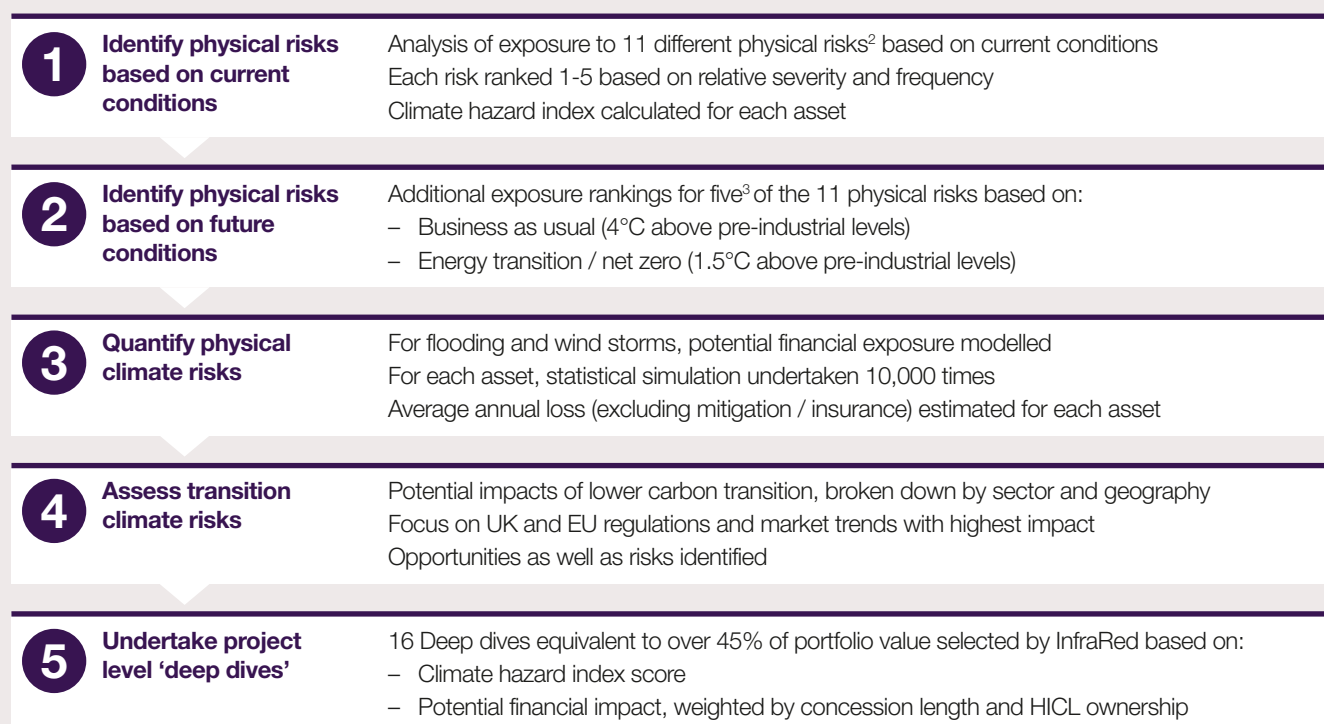 1
Identify physical risks
based on current
conditions
Analysis of exposure to 11 different physical risks² based on current conditions
Each risk ranked 1-5 based on relative severity and frequency
Climate hazard index calculated for each asset
2
Identify physical risks
based on future
conditions
Additional exposure rankings for five³ of the 11 physical risks based on:
– Business as usual (4°C above pre-industrial levels)
– Energy transition / net zero (1.5°C above pre-industrial levels)
3
Quantify physical
climate risks
For flooding and wind storms, potential financial exposure modelled
For each asset, statistical simulation undertaken 10,000 times
Average annual loss (excluding mitigation / insurance) estimated for each asset
4
Assess transition
climate risks
Potential impacts of lower carbon transition, broken down by sector and geography
Focus on UK and EU regulations and market trends with highest impact
Opportunities as well as risks identified
5
Undertake project
level ‘deep dives’
16 Deep dives equivalent to over 45% of portfolio value selected by InfraRed based on:
– Climate hazard index score
– Potential financial impact, weighted by concession length and HICL ownership